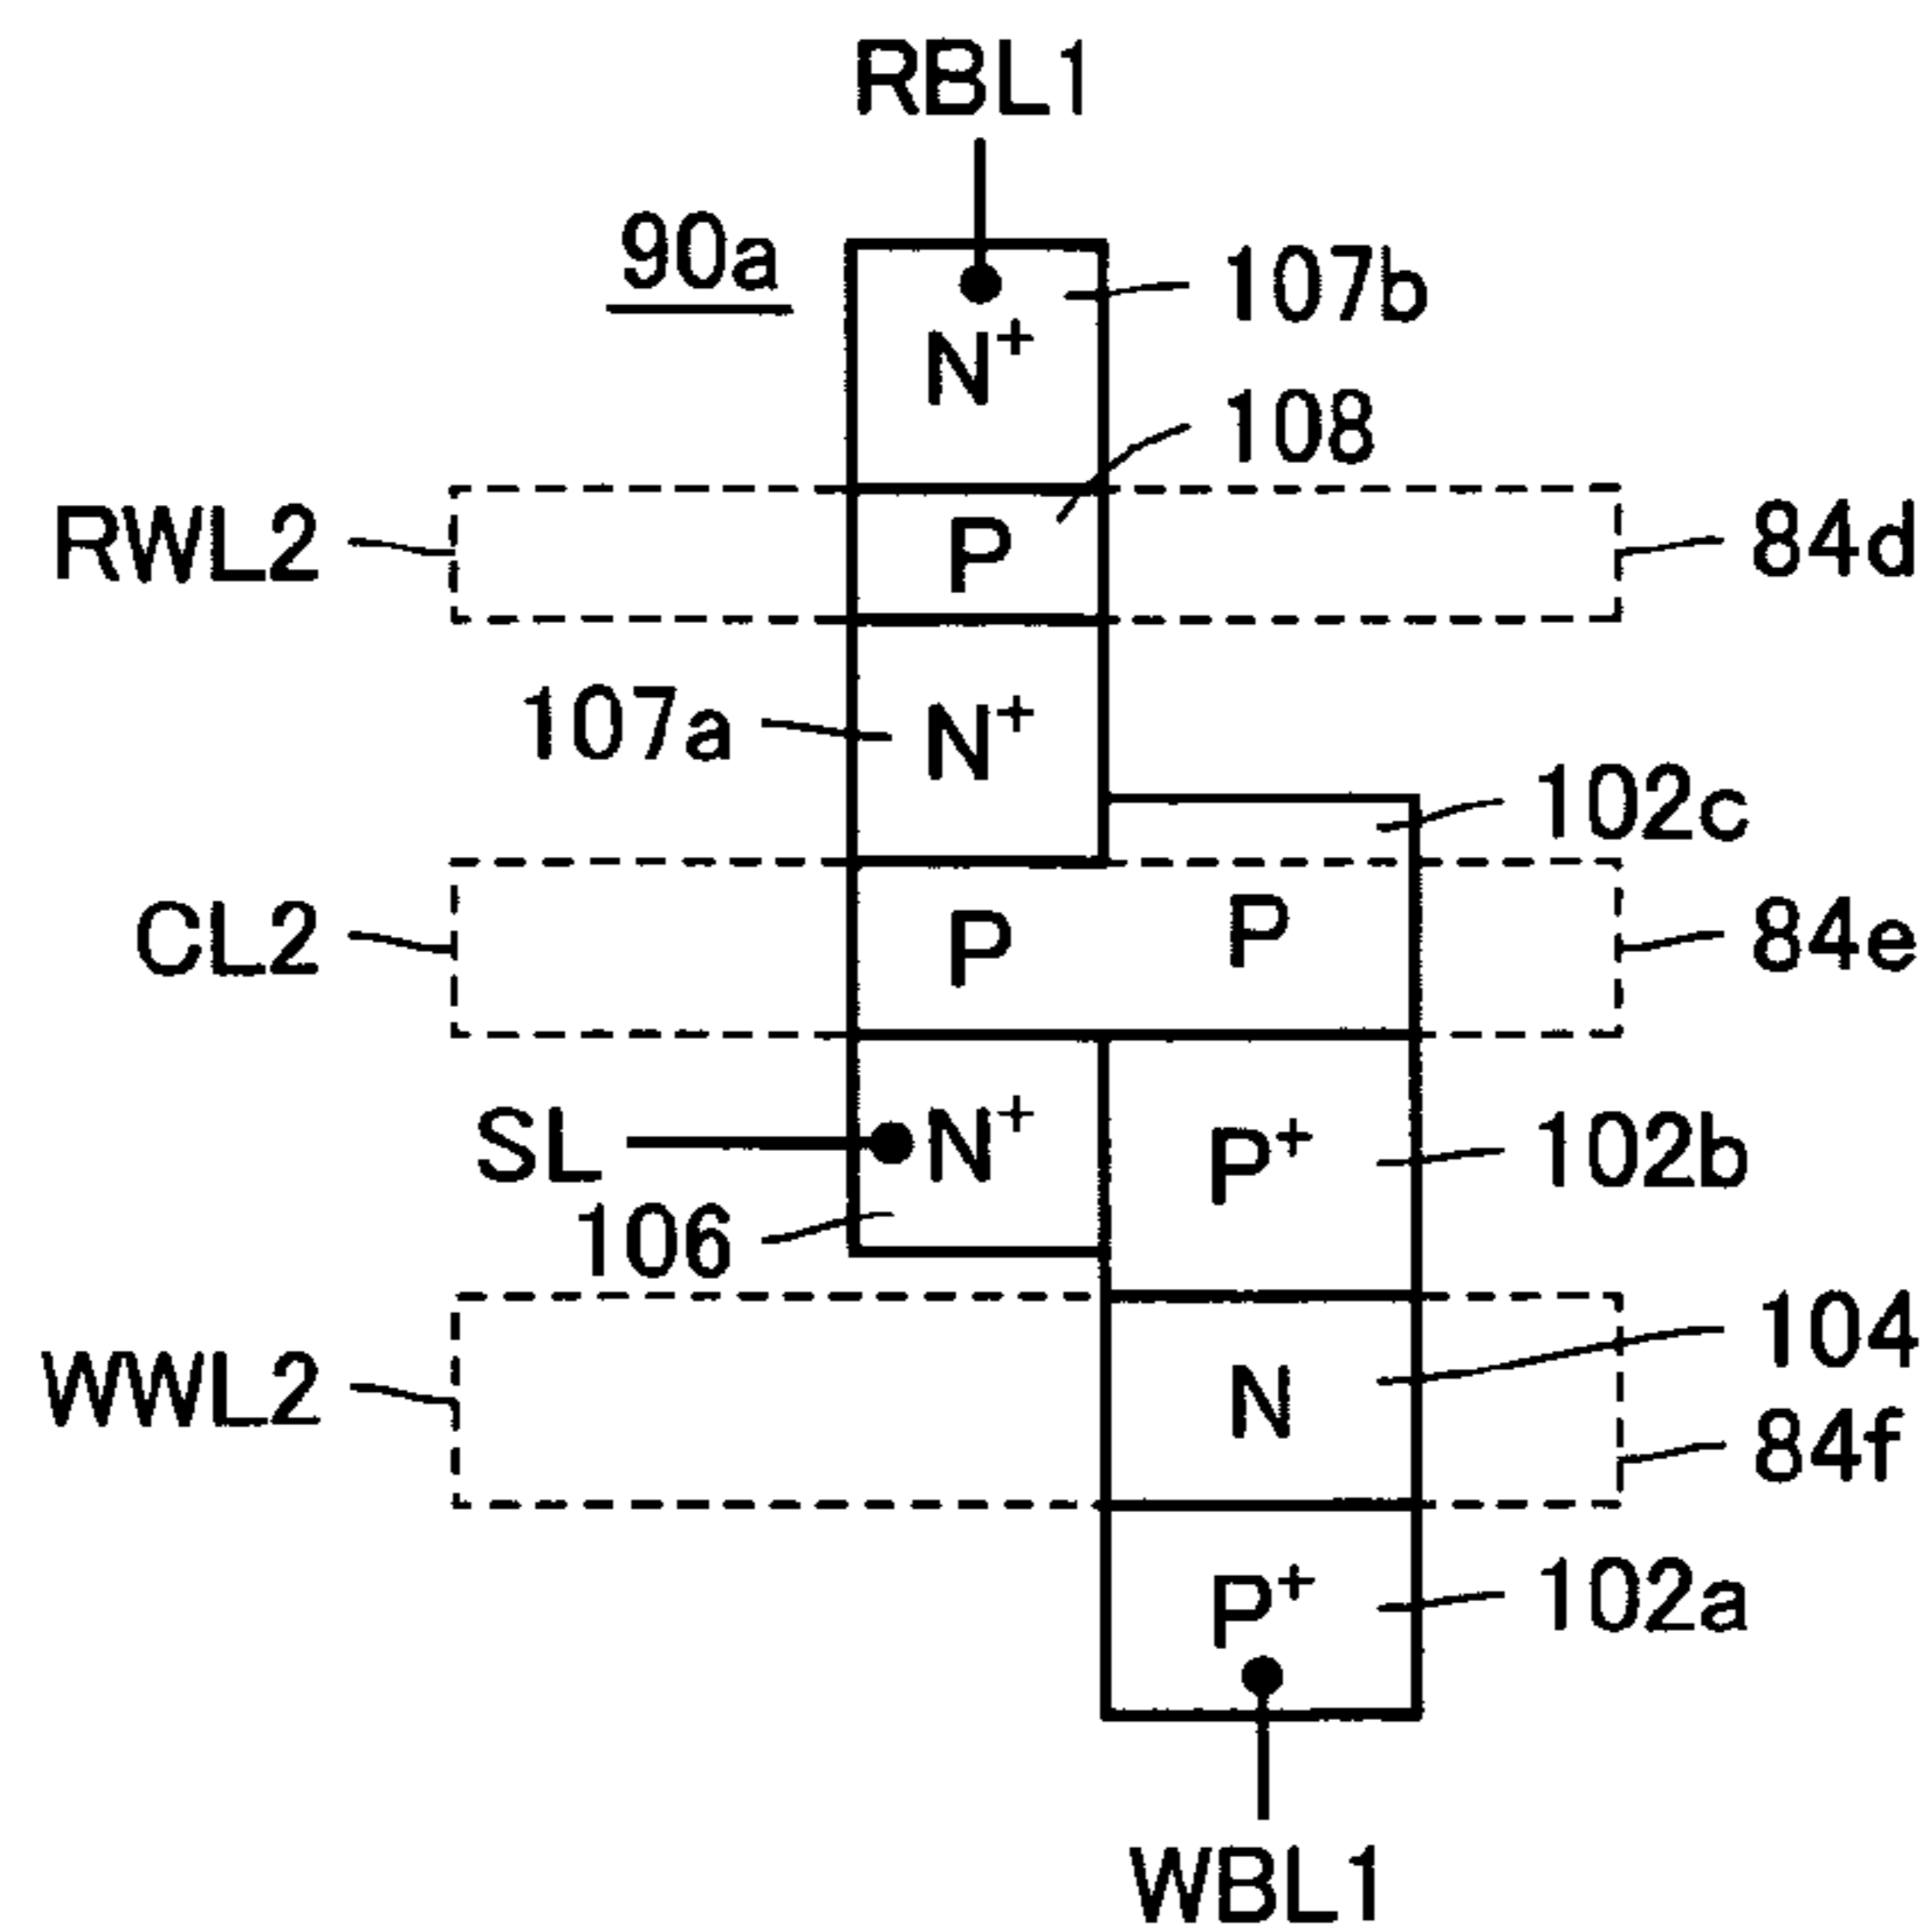 RBL1
90a
107b
N+
108
RWL2
P
84d
107a
N+
102c
CL2
P
P
84e
SL
N+
P+
102b
106
104
WWL2
N
84f
P+
102a
WBL1